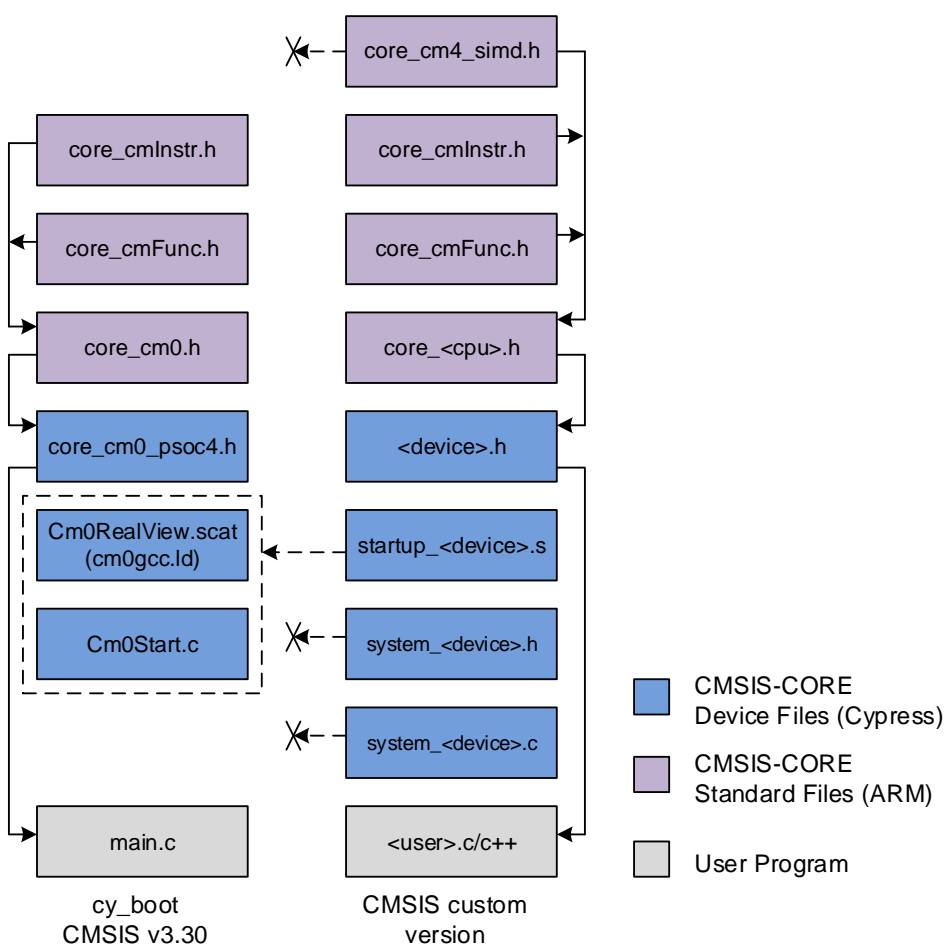 core_cm4_simd.h
core_cmInstr.h
core_cmInstr.h
core_cmFunc.h
core_cmFunc.h
core_cm0.h
core_<cpu>.h
core_cm0_psoc4.h
<device>.h
Cm0RealView.scat
(cm0gcc.ld)
startup_<device>.s
Cm0Start.c
system_<device>.h
system_<device>.c
main.c
<user>.c/c++
cy_boot
CMSIS v3.30
CMSIS custom
version
CMSIS-CORE
Device Files (Cypress)
CMSIS-CORE
Standard Files (ARM)
User Program